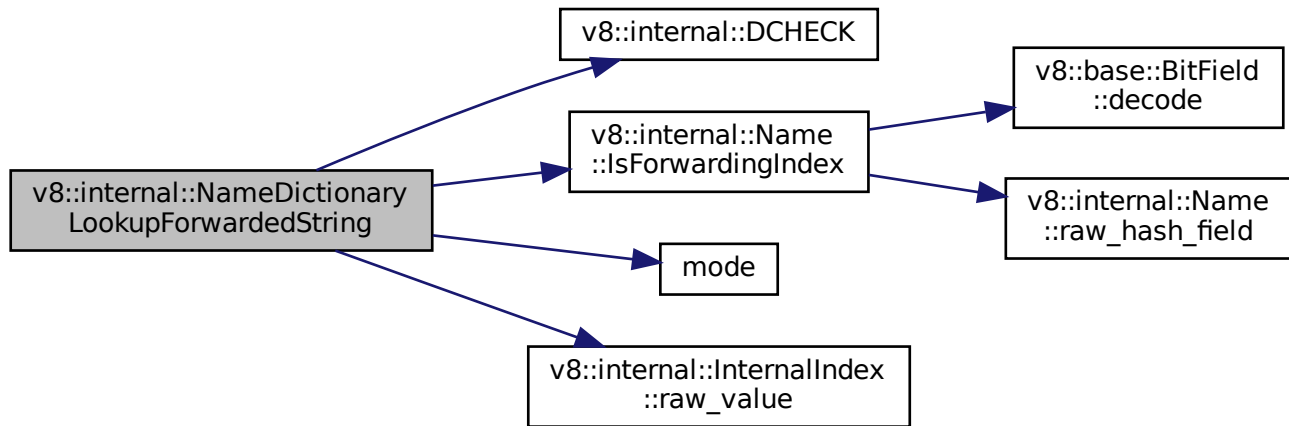 v8::internal::NameDictionary
LookupForwardedString
v8::internal::DCHECK
v8::internal::Name
::IsForwardingIndex
mode
v8::internal::InternalIndex
::raw_value
v8::base::BitField
::decode
v8::internal::Name
::raw_hash_field